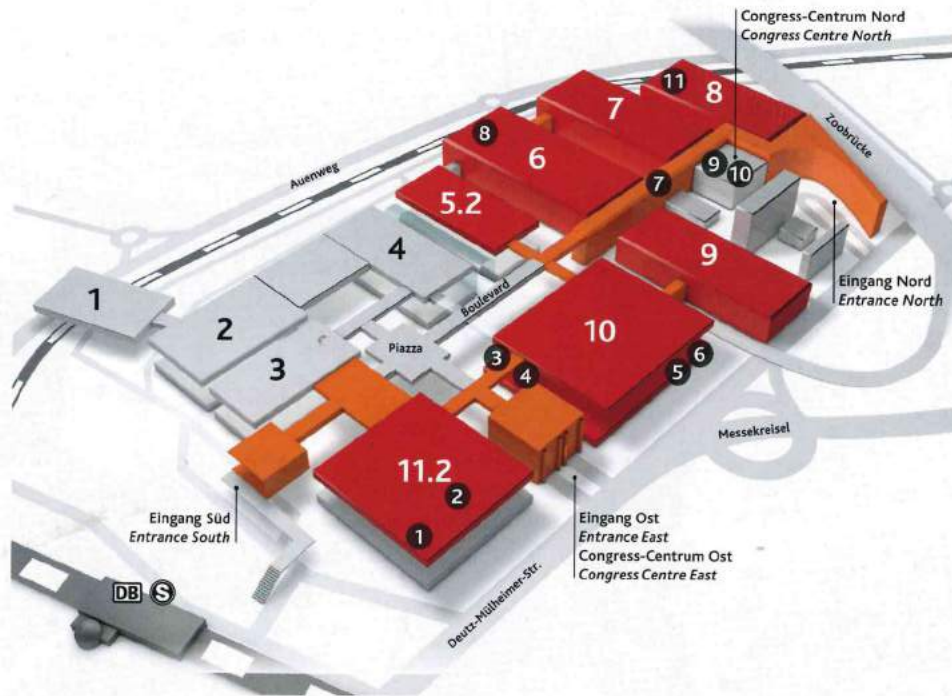 Congress-Centrum Nord
Congress Centre North
Zoobrücke
11
8
7
8
6
9
10
7
Auenweg
5.2
4
9
Eingang Nord
Entrance North
1
2
Boulevard
10
Piazza
3
3
4
6
5
Messekreisel
11.2
2
1
Eingang Süd
Entrance South
Eingang Ost
Entrance East
Congress-Centrum Ost
Congress Centre East
DB S
Deutz-Mülheimer-Str.